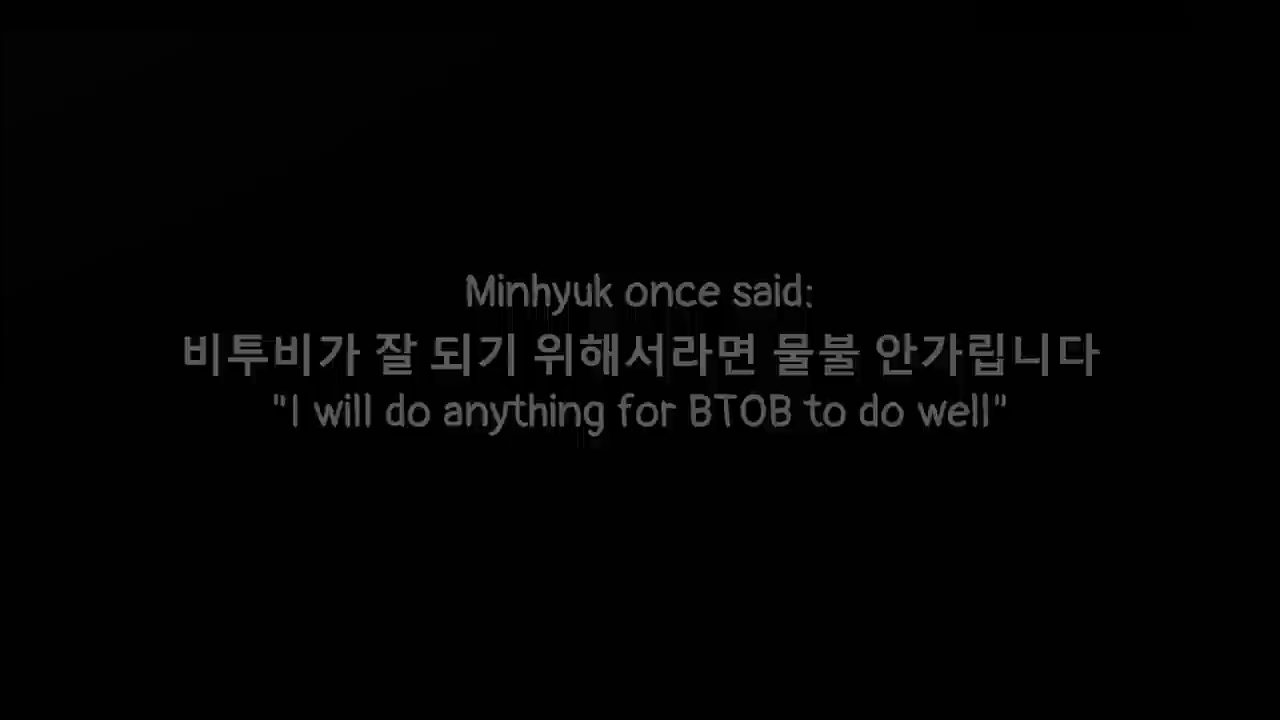 Minhyuk once said:
비투비가 잘 되기 위해서라면 물불 안가립니다
"I will do anything for BTOB to do well"